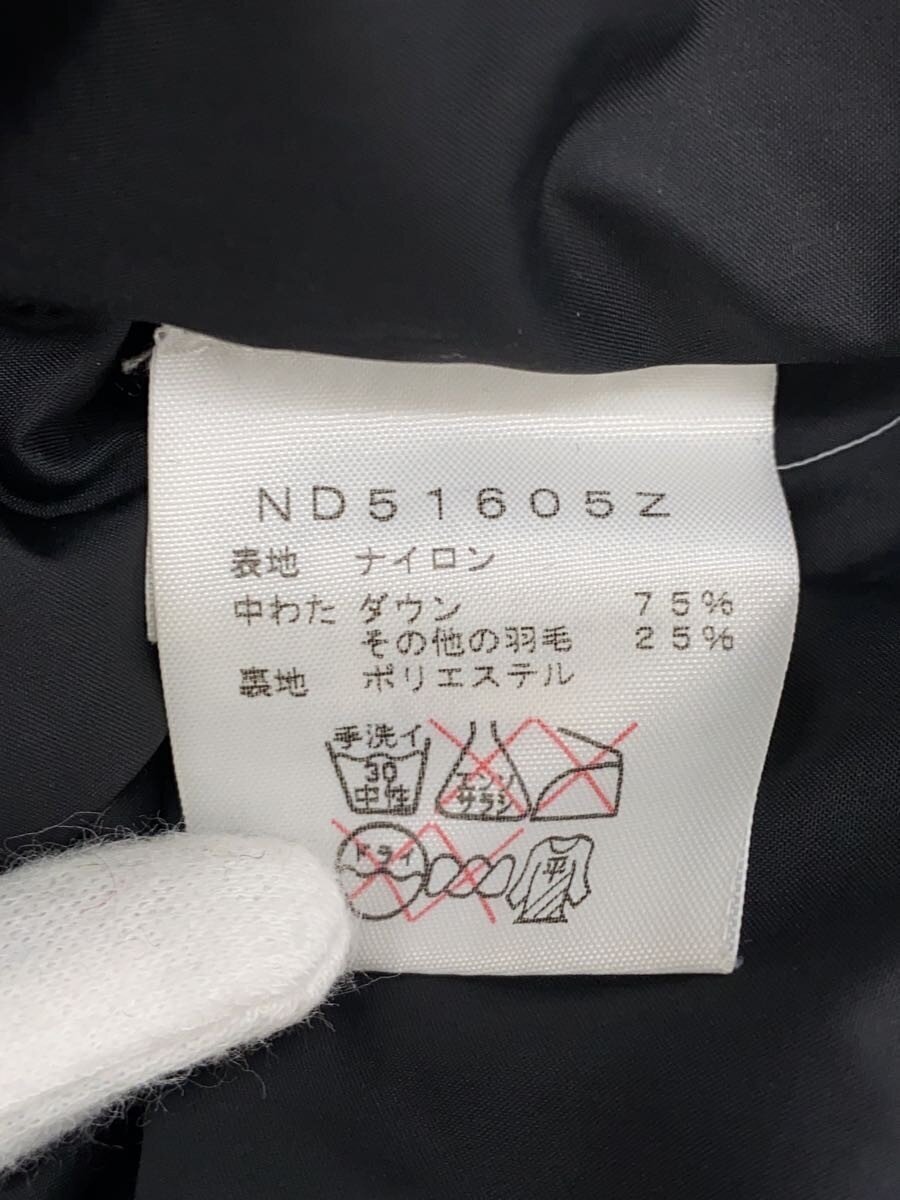 ND51605Z
表地 ナイロン
中わた ダウン 75%
その他の羽毛 25%
裏地 ポリエステル
手洗イ
30
中性
エンソ
サラシ
ドライ
平